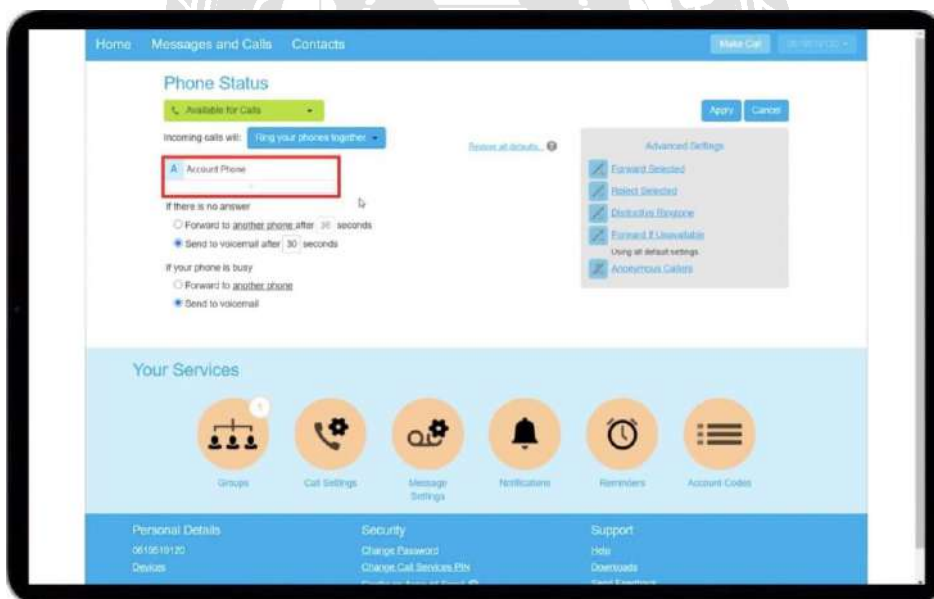 Home Messages and Calls Contacts Make Call
Phone Status
Available for Calls
Apply Cancel
Incoming calls will: Ring your phones together
Restore all defaults...
A Account Phone
If there is no answer
Forward to another phone after 36 seconds
Send to voicemail after 30 seconds
If your phone is busy
Forward to another phone
Send to voicemail
Advanced Settings
Forward Selected
Reject Selected
Distinctive Ringtone
Forward If Unavailable
Using all default settings
Anonymous Callers
Your Services
1
Groups
Call Settings
Message
Settings
Notifications
Reminders
Account Codes
Personal Details
Devices
Security
Change Password
Change Call Services PIN
Support
Help
Downloads
Send Feedback